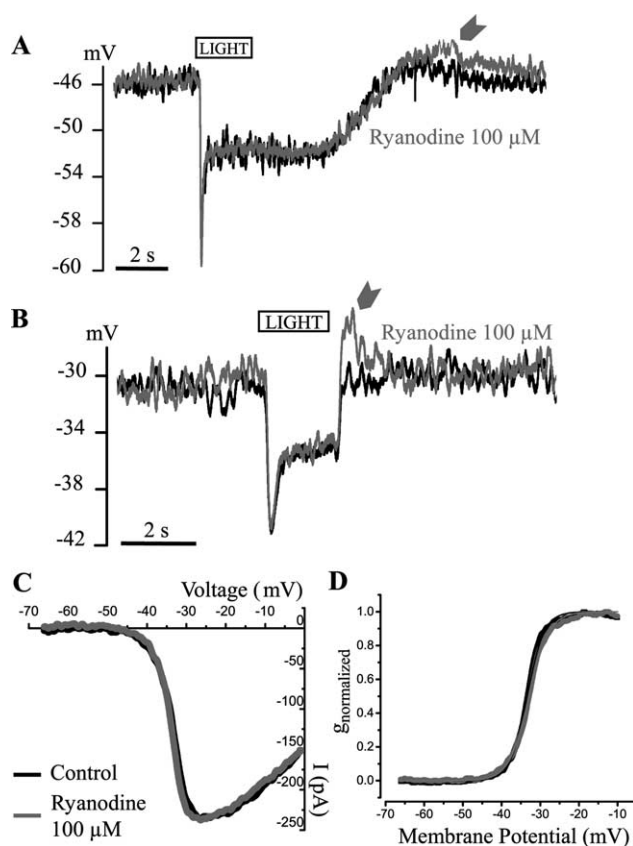 A
mV
LIGHT
-46
-50
-54
-58
-60
Ryanodine 100 µM
2 s
B
mV
LIGHT
Ryanodine 100 µM
-30
-34
-38
-42
2 s
C
Voltage (mV)
-70 -60 -50 -40 -30 -20 -10 0
-50
-100
-150
-200
-250
I (pA)
Control
Ryanodine
100 µM
D
gnormalized
1.0
0.8
0.6
0.4
0.2
0.0
-70 -60 -50 -40 -30 -20 -10
Membrane Potential (mV)